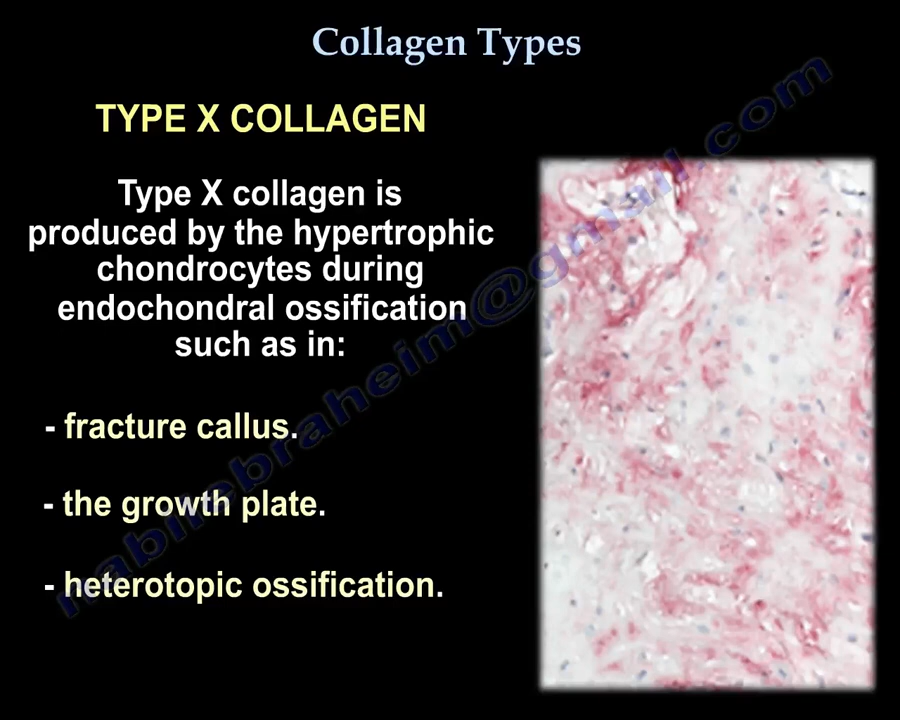 Collagen Types
TYPE X COLLAGEN
Type X collagen is
produced by the hypertrophic
chondrocytes during
endochondral ossification
such as in:
- fracture callus.
- the growth plate.
- heterotopic ossification.
nabilebraheim@gmail.com